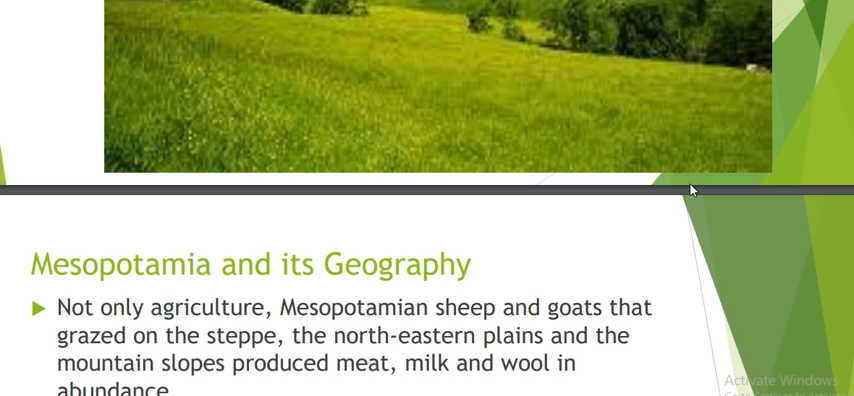 Mesopotamia and its Geography
Not only agriculture, Mesopotamian sheep and goats that
grazed on the steppe, the north-eastern plains and the
mountain slopes produced meat, milk and wool in
abundance.
Activate Windows